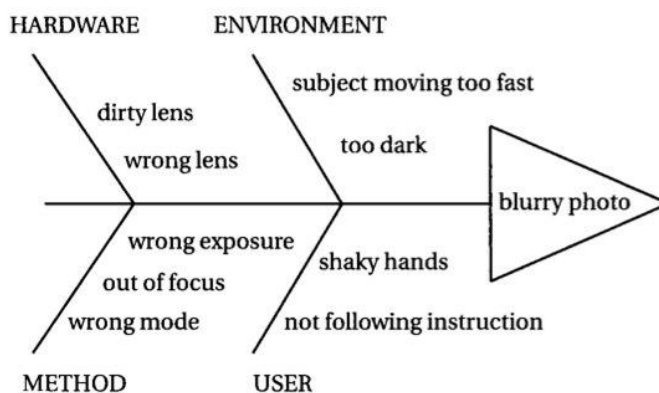 HARDWARE
ENVIRONMENT
subject moving too fast
dirty lens
too dark
wrong lens
blurry photo
wrong exposure
shaky hands
out of focus
wrong mode
not following instruction
METHOD
USER